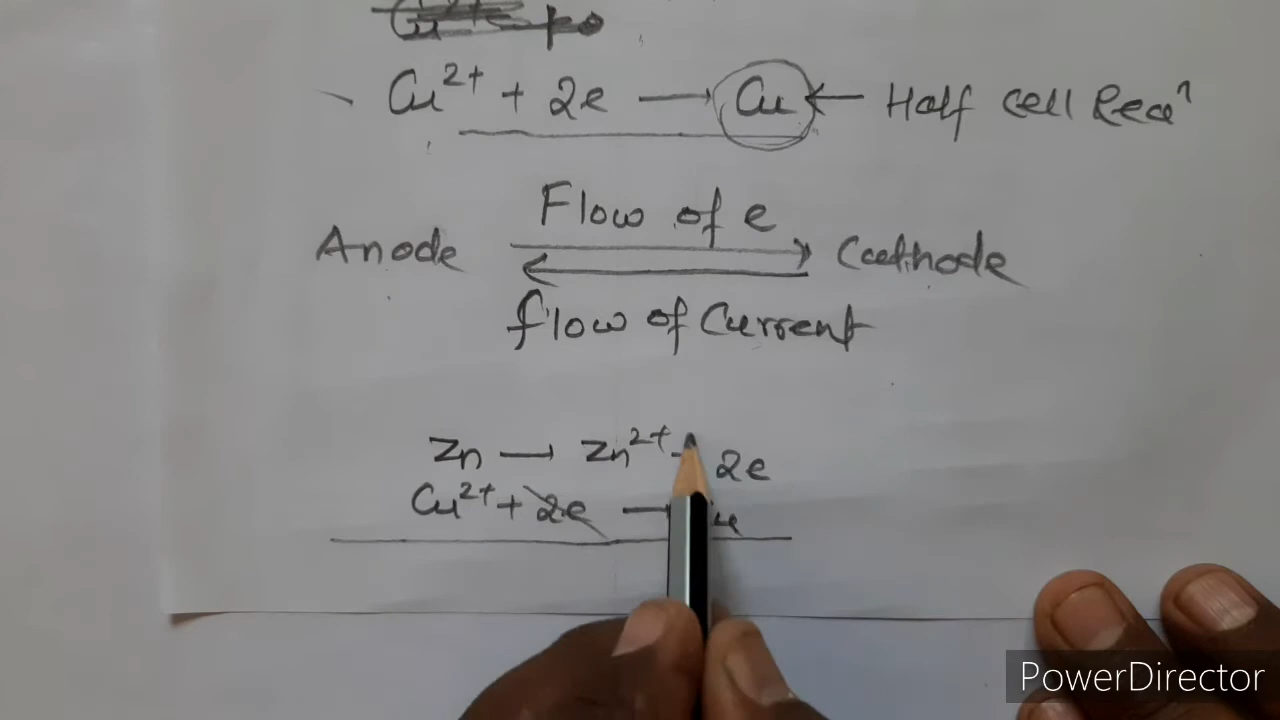 Cu²⁺ + 2e → Cu ← Half cell Reaⁿ
Flow of e
Anode ⇄ Cathode
flow of Current
Zn → Zn²⁺ 2e
Cu²⁺ + 2e →
PowerDirector